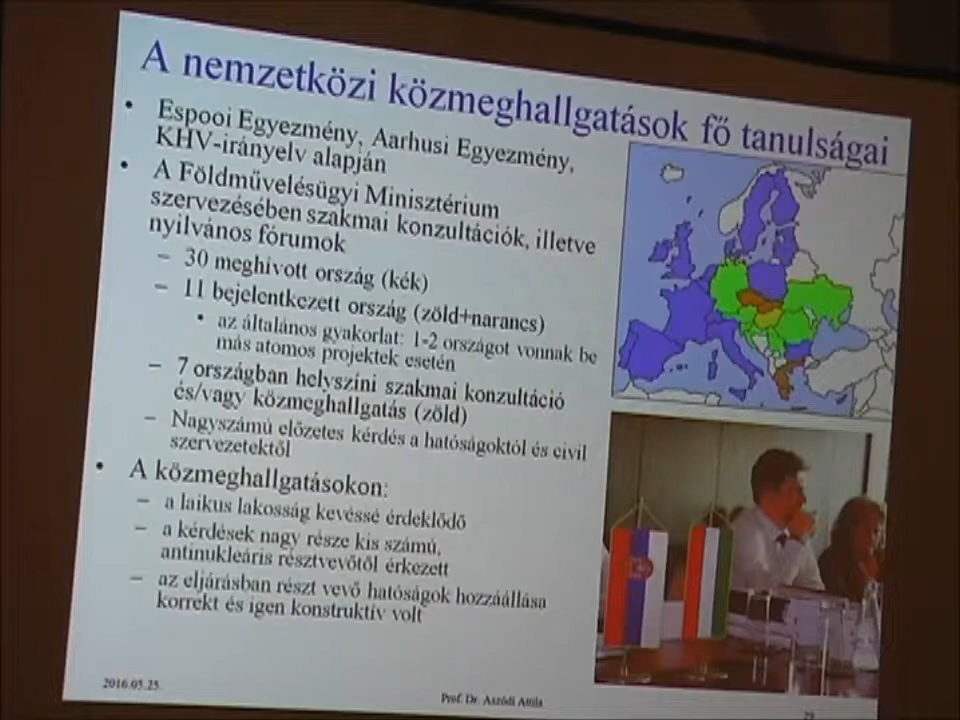 A nemzetközi közmeghallgatások fő tanulságai
• Espooi Egyezmény, Aarhusi Egyezmény,
KHV-irányelv alapján
• A Földművelésügyi Minisztérium
szervezésében szakmai konzultációk, illetve
nyilvános fórumok
– 30 meghívott ország (kék)
– 11 bejelentkezett ország (zöld+narancs)
• az általános gyakorlat: 1-2 országot vonnak be
más atomos projektek esetén
– 7 országban helyszíni szakmai konzultáció
és/vagy közmeghallgatás (zöld)
– Nagyszámú előzetes kérdés a hatóságoktól és civil
szervezetektől
• A közmeghallgatásokon:
– a laikus lakosság kevéssé érdeklődő
– a kérdések nagy része kis számú,
antinukleáris résztvevőtől érkezett
– az eljárásban részt vevő hatóságok hozzáállása
korrekt és igen konstruktív volt
2016.05.25.
Prof. Dr. Aszódi Attila